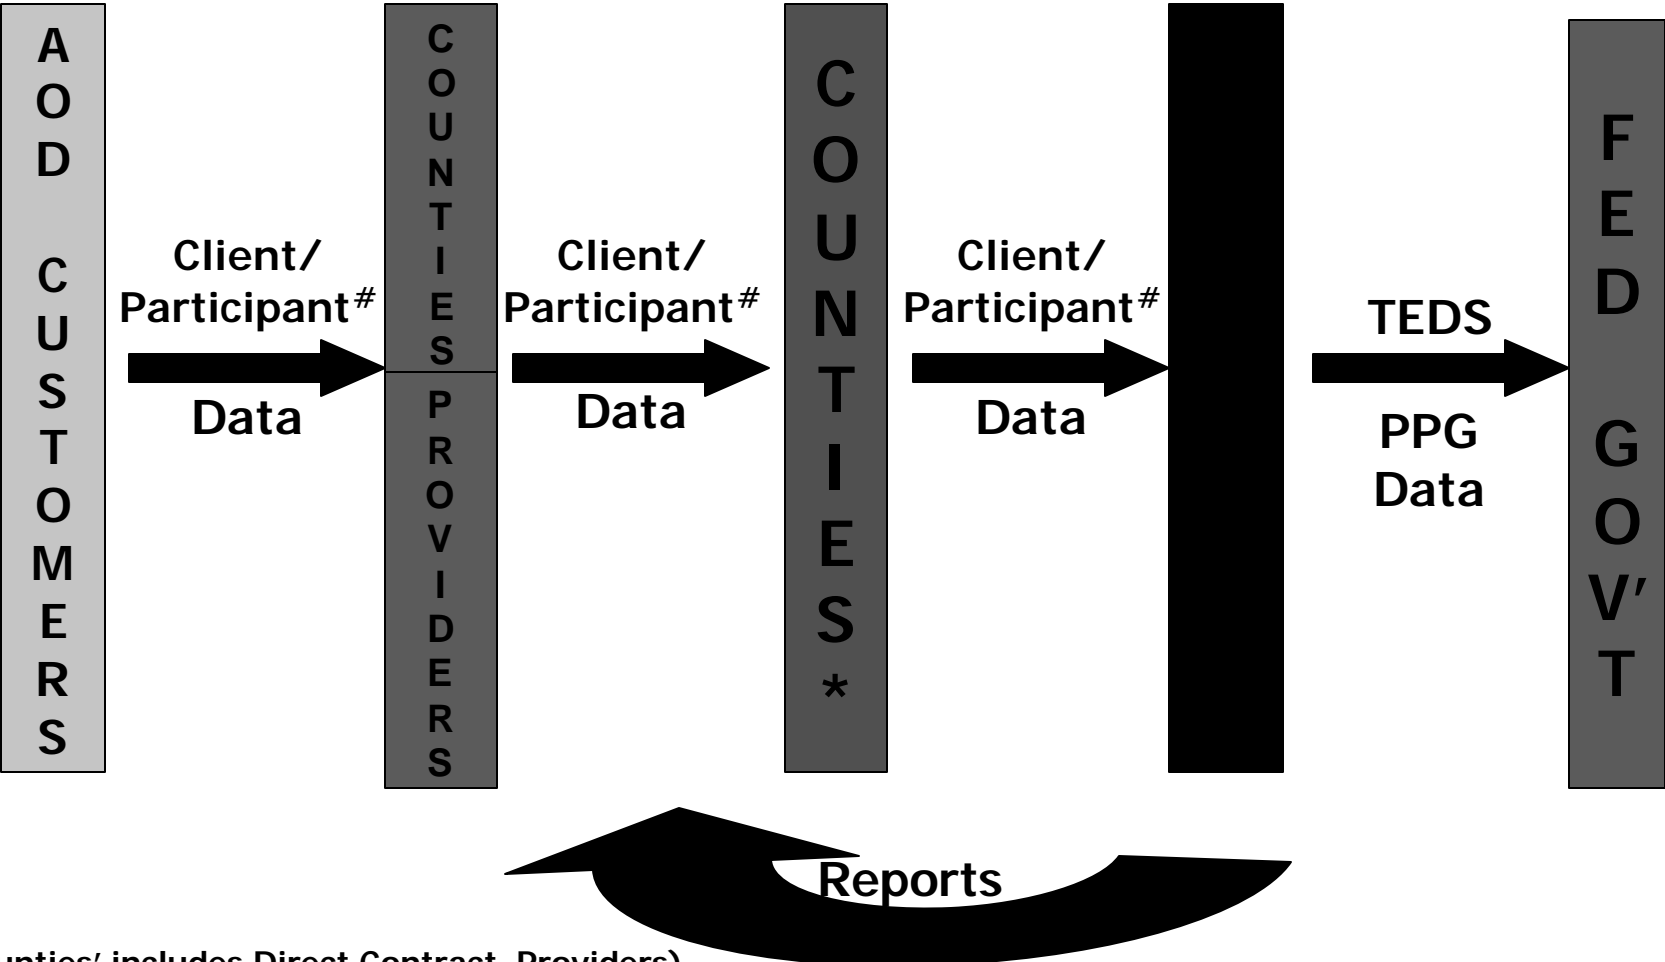 AOD CUSTOMERS
Client/
Participant#
Data
COUNTIES
PROVIDERS
Client/
Participant#
Data
COUNTIES*
Client/
Participant#
Data
TEDS
PPG
Data
FED GOV'T
Reports
includes Direct Contract Providers)